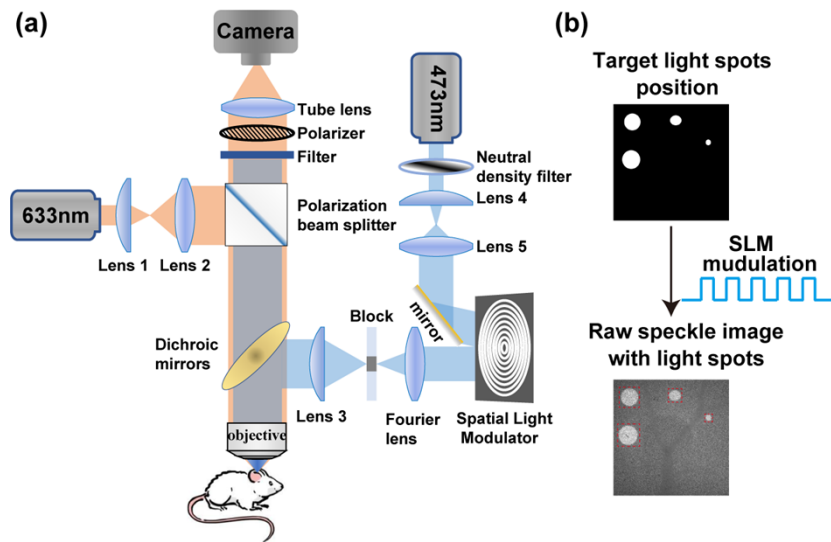 (a)
Camera
Tube lens
Polarizer
Filter
633nm
Lens 1
Lens 2
Polarization
beam splitter
473nm
Neutral
density filter
Lens 4
Lens 5
mirror
Dichroic
mirrors
Block
Lens 3
Fourier
lens
Spatial Light
Modulator
objective
(b)
Target light spots
position
SLM
mudulation
Raw speckle image
with light spots